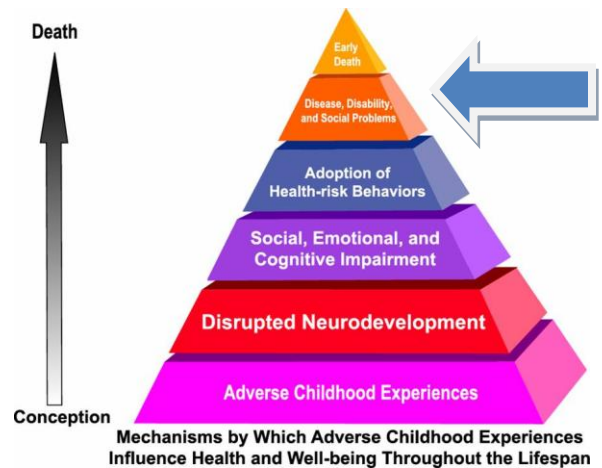 Death
Early
Death
Disease, Disability,
and Social Problems
Adoption of
Health-risk Behaviors
Social, Emotional, and
Cognitive Impairment
Disrupted Neurodevelopment
Adverse Childhood Experiences
Conception
Mechanisms by Which Adverse Childhood Experiences
Influence Health and Well-being Throughout the Lifespan